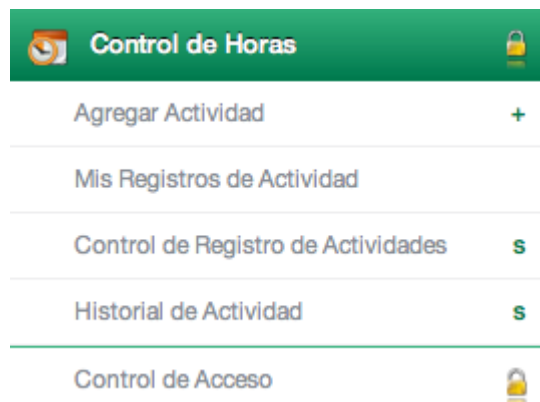 Control de Horas
Agregar Actividad +
Mis Registros de Actividad
Control de Registro de Actividades s
Historial de Actividad s
Control de Acceso